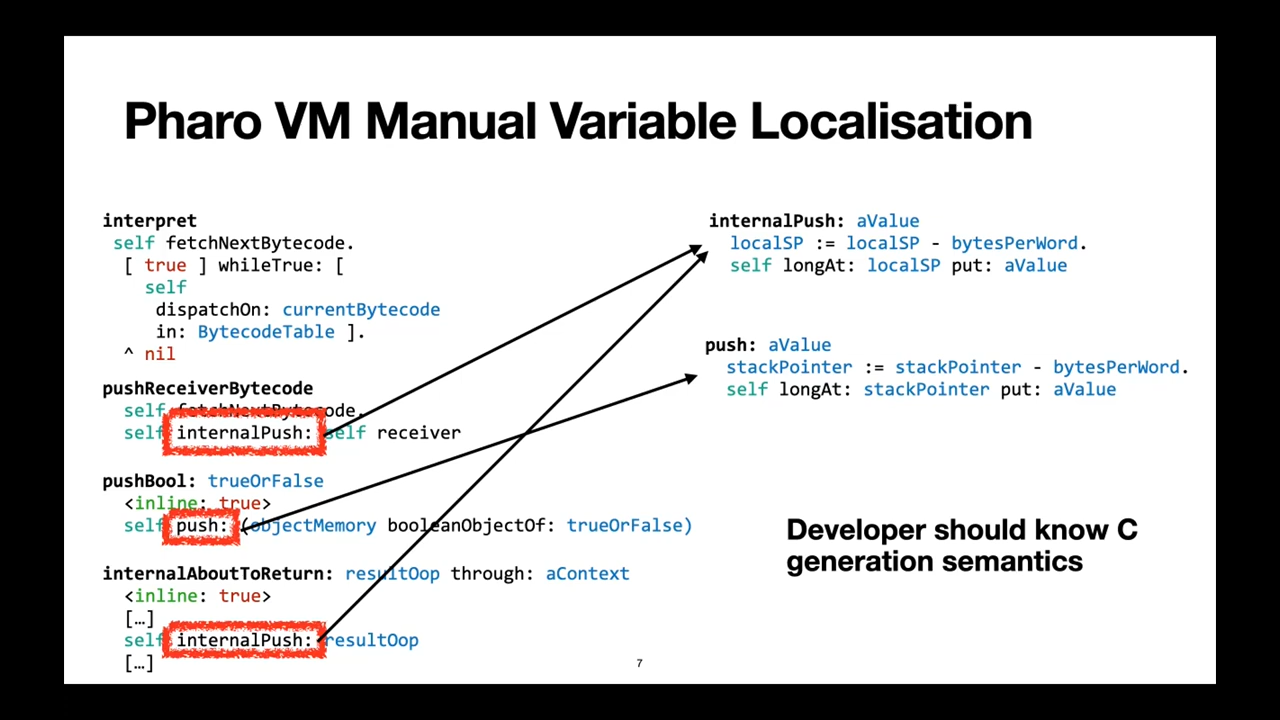 Pharo VM Manual Variable Localisation
interpret
self fetchNextBytecode.
[ true ] whileTrue: [
self
dispatchOn: currentBytecode
in: BytecodeTable ].
^ nil
pushReceiverBytecode
self fetchNextBytecode.
self internalPush: self receiver
pushBool: trueOrFalse
<inline: true>
self push: (objectMemory booleanObjectOf: trueOrFalse)
internalAboutToReturn: resultOop through: aContext
<inline: true>
[…]
self internalPush: resultOop
[…]
internalPush: aValue
localSP := localSP - bytesPerWord.
self longAt: localSP put: aValue
push: aValue
stackPointer := stackPointer - bytesPerWord.
self longAt: stackPointer put: aValue
Developer should know C
generation semantics
7